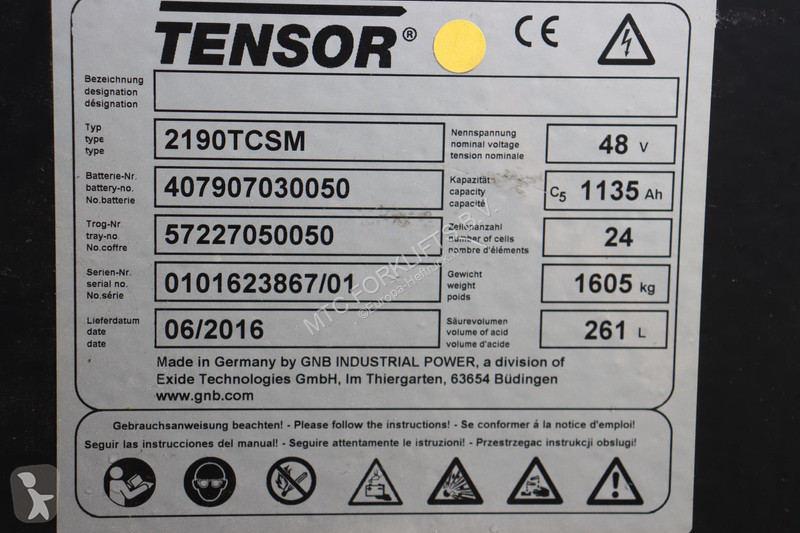 TENSOR®
CE
Bezeichnung
designation
désignation
Typ
type
type
2190TCSM
Nennspannung
nominal voltage
tension nominale
48 V
Batterie-Nr.
battery-no.
No.batterie
407907030050
Kapazität
capacity
capacité
C5 1135 Ah
Trog-Nr
tray-no.
No.coffre
57227050050
Zellenanzahl
number of cells
nombre d'éléments
24
Serien-Nr.
serial no.
No.série
0101623867/01
Gewicht
weight
poids
1605 kg
Lieferdatum
date
date
06/2016
Säurevolumen
volume of acid
volume d'acide
261 L
MTC FORKLIFTS B.V.
Made in Germany by GNB INDUSTRIAL POWER, a division of
Exide Technologies GmbH, Im Thiergarten, 63654 Büdingen
www.gnb.com
Gebrauchsanweisung beachten! - Please follow the instructions! - Se conformer á la notice d'emploi!
Seguir las instrucciones del manual! - Seguire attentamente le istruzioni! - Przestrzegac instrukcji obslugi!